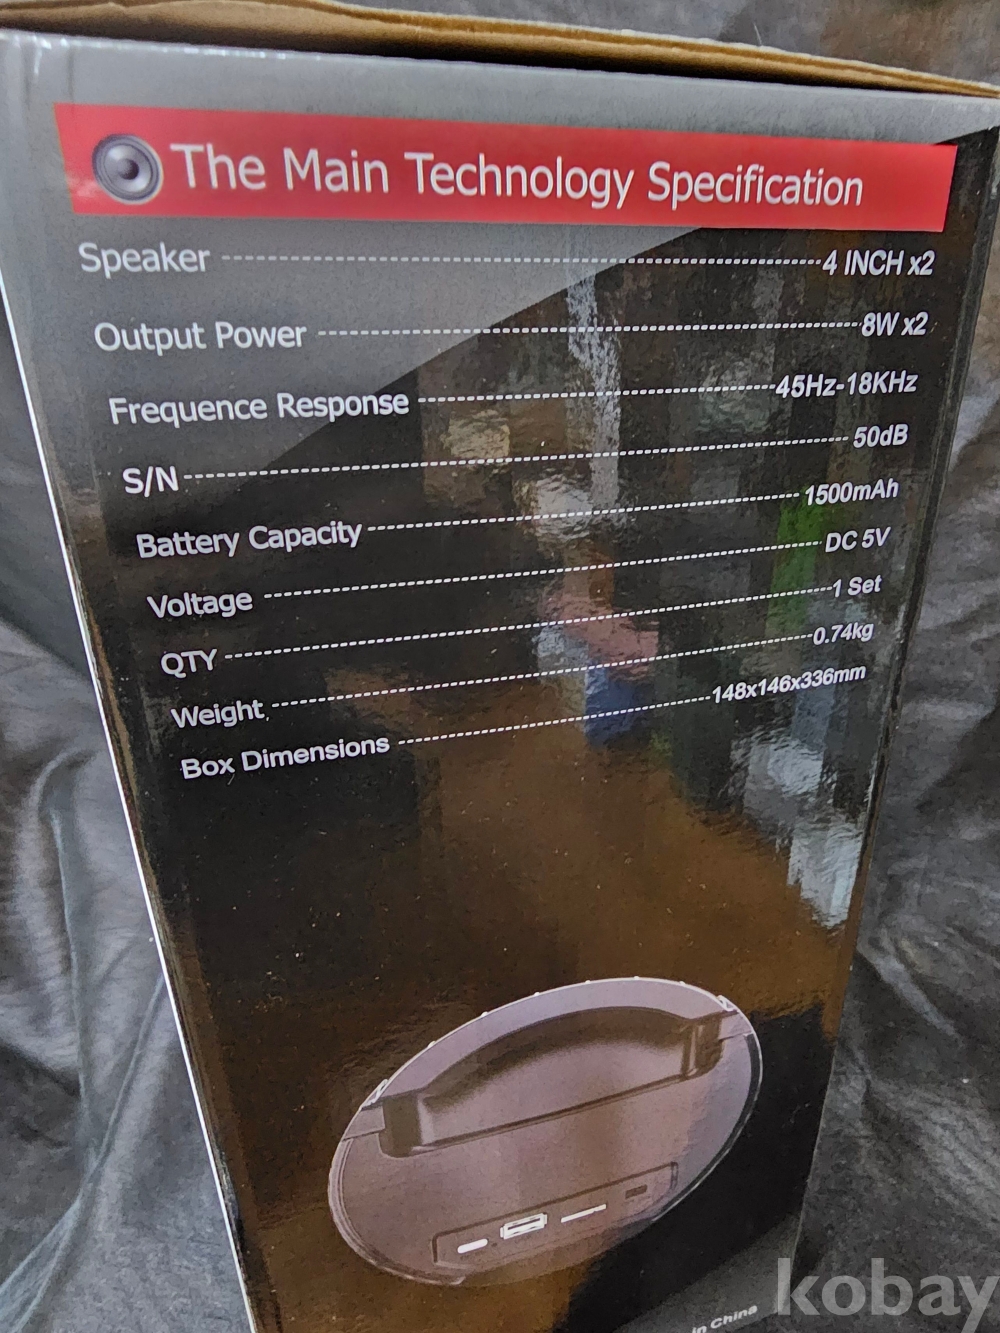 The Main Technology Specification
Speaker 4 INCH x2
Output Power 8W x2
Frequence Response 45Hz-18KHz
S/N 50dB
Battery Capacity 1500mAh
Voltage DC 5V
QTY 1 Set
Weight 0.74kg
Box Dimensions 148x146x336mm
in China
kobay